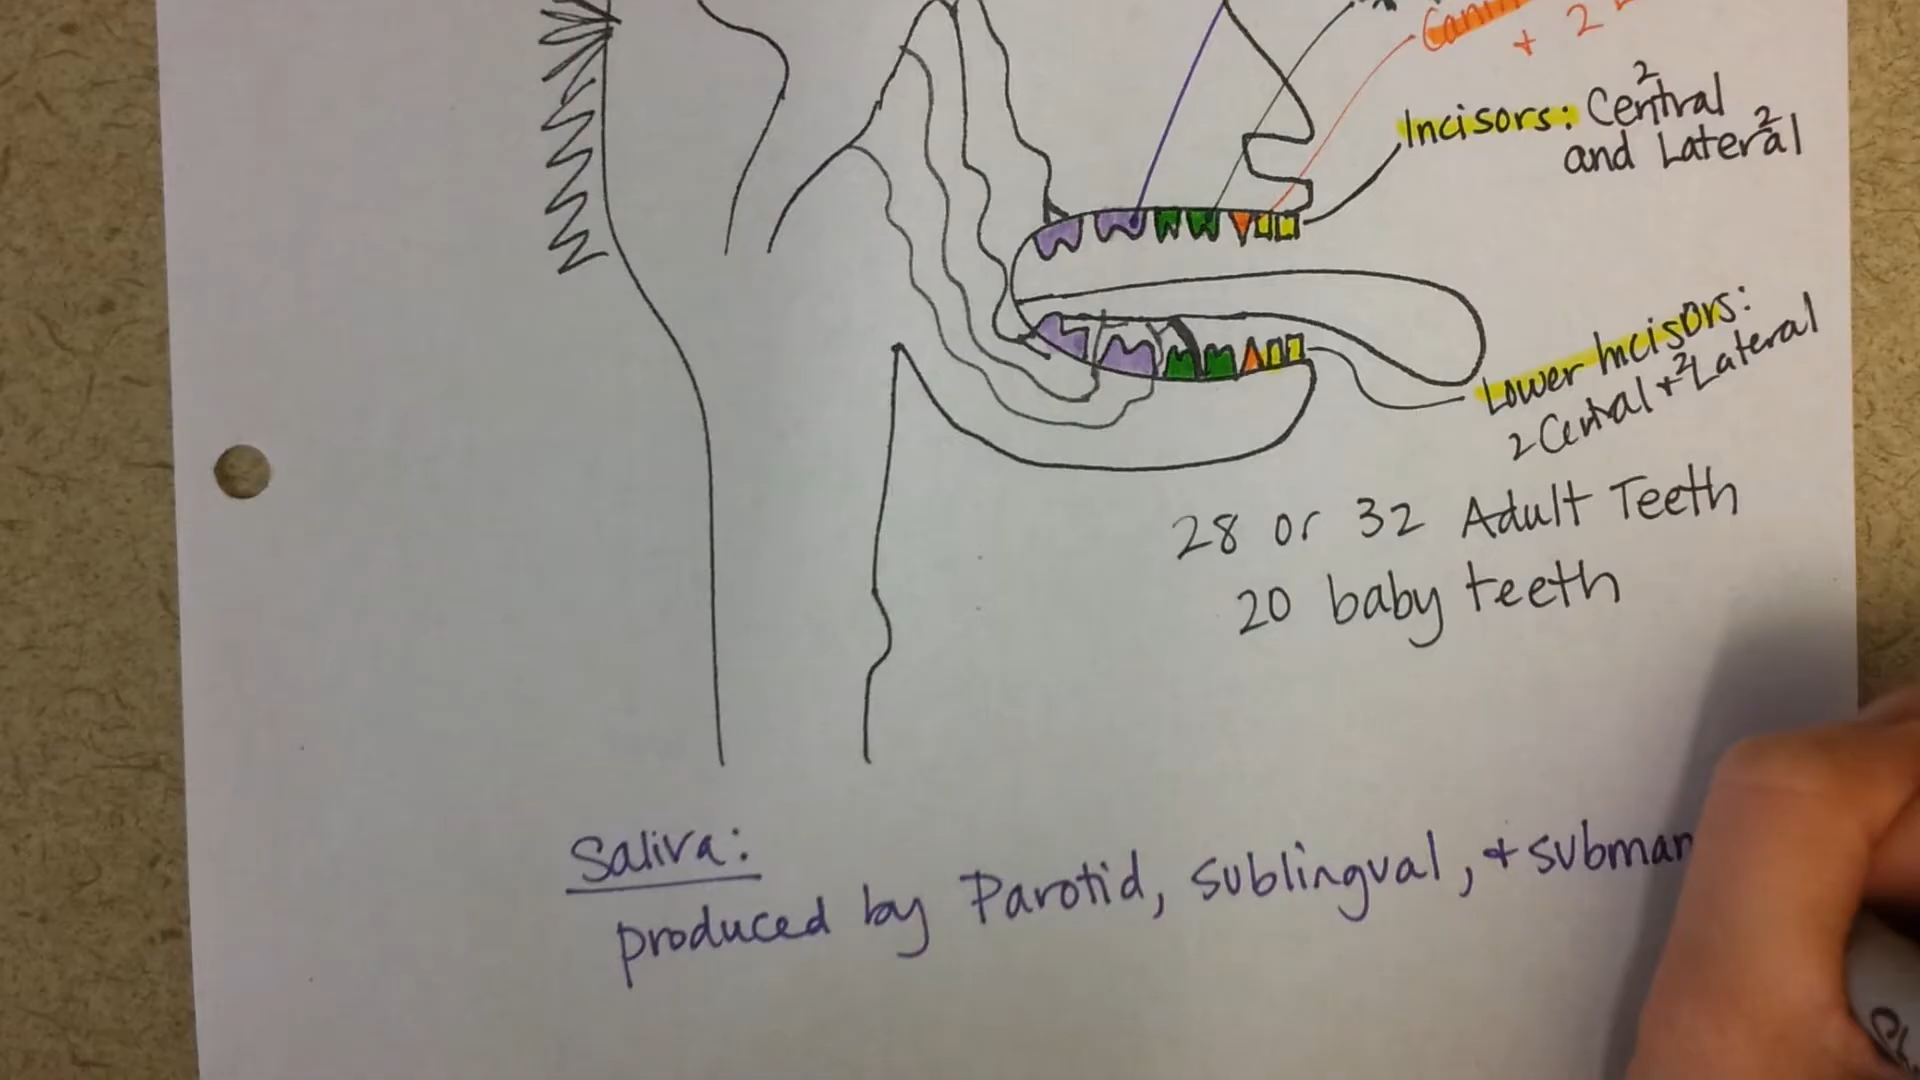 + 2
Incisors: Central
2
and Lateral
2
Lower Incisors:
2 Central + 2 Lateral
28 or 32 Adult Teeth
20 baby teeth
Saliva:
produced by Parotid, sublingual, + subman